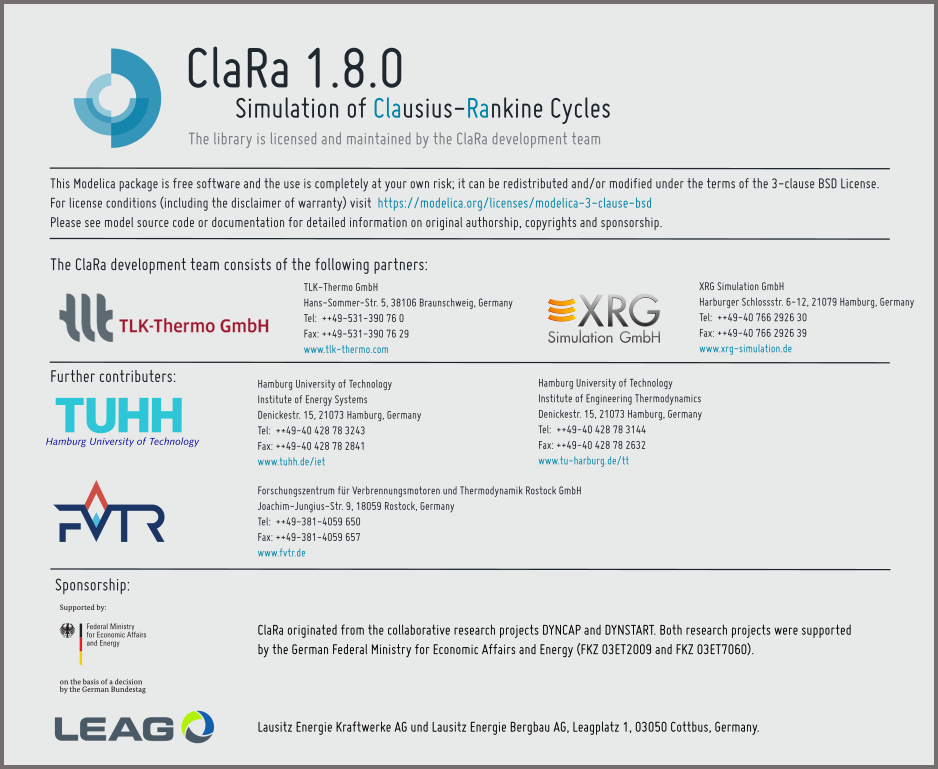 ClaRa 1.8.0
Simulation of Clausius-Rankine Cycles
The library is licensed and maintained by the ClaRa development team
This Modelica package is free software and the use is completely at your own risk; it can be redistributed and/or modified under the terms of the 3-clause BSD License.
For license conditions (including the disclaimer of warranty) visit https://modelica.org/licenses/modelica-3-clause-bsd
Please see model source code or documentation for detailed information on original authorship, copyrights and sponsorship.
The ClaRa development team consists of the following partners:
tlt TLK-Thermo GmbH
TLK-Thermo GmbH
Hans-Sommer-Str. 5, 38106 Braunschweig, Germany
Tel: ++49-531-390 76 0
Fax: ++49-531-390 76 29
www.tlk-thermo.com
XRG
Simulation GmbH
XRG Simulation GmbH
Harburger Schlossstr. 6-12, 21079 Hamburg, Germany
Tel: ++49-40 766 2926 30
Fax: ++49-40 766 2926 39
www.xrg-simulation.de
Further contributers:
TUHH
Hamburg University of Technology
Hamburg University of Technology
Institute of Energy Systems
Denickestr. 15, 21073 Hamburg, Germany
Tel: ++49-40 428 78 3243
Fax: ++49-40 428 78 2841
www.tuhh.de/iet
Hamburg University of Technology
Institute of Engineering Thermodynamics
Denickestr. 15, 21073 Hamburg, Germany
Tel: ++49-40 428 78 3144
Fax: ++49-40 428 78 2632
www.tu-harburg.de/tt
FVTR
Forschungszentrum für Verbrennungsmotoren und Thermodynamik Rostock GmbH
Joachim-Jungius-Str. 9, 18059 Rostock, Germany
Tel: ++49-381-4059 650
Fax: ++49-381-4059 657
www.fvtr.de
Sponsorship:
Supported by:
Federal Ministry
for Economic Affairs
and Energy
on the basis of a decision
by the German Bundestag
ClaRa originated from the collaborative research projects DYNCAP and DYNSTART. Both research projects were supported
by the German Federal Ministry for Economic Affairs and Energy (FKZ 03ET2009 and FKZ 03ET7060).
LEAG
Lausitz Energie Kraftwerke AG und Lausitz Energie Bergbau AG, Leagplatz 1, 03050 Cottbus, Germany.